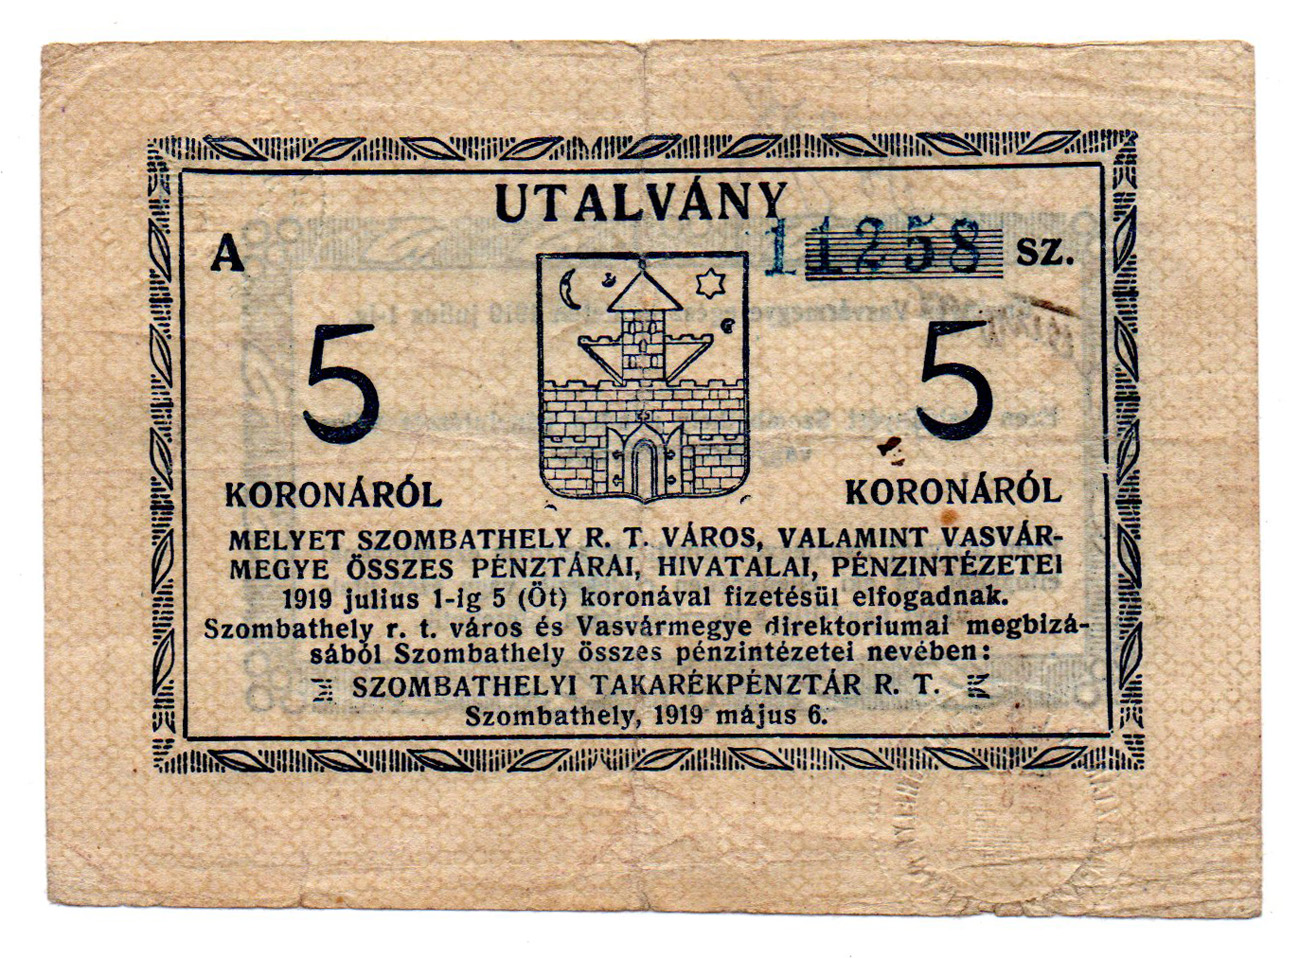 UTALVÁNY
A 11258 SZ.
5 5
KORONÁRÓL KORONÁRÓL
MELYET SZOMBATHELY R. T. VÁROS, VALAMINT VASVÁR-
MEGYE ÖSSZES PÉNZTÁRAI, HIVATALAI, PÉNZINTÉZETEI
1919 julius 1-ig 5 (Öt) koronával fizetésül elfogadnak.
Szombathely r. t. város és Vasvármegye direktoriumai megbizá-
sából Szombathely összes pénzintézetei nevében:
SZOMBATHELYI TAKARÉKPÉNZTÁR R. T.
Szombathely, 1919 május 6.